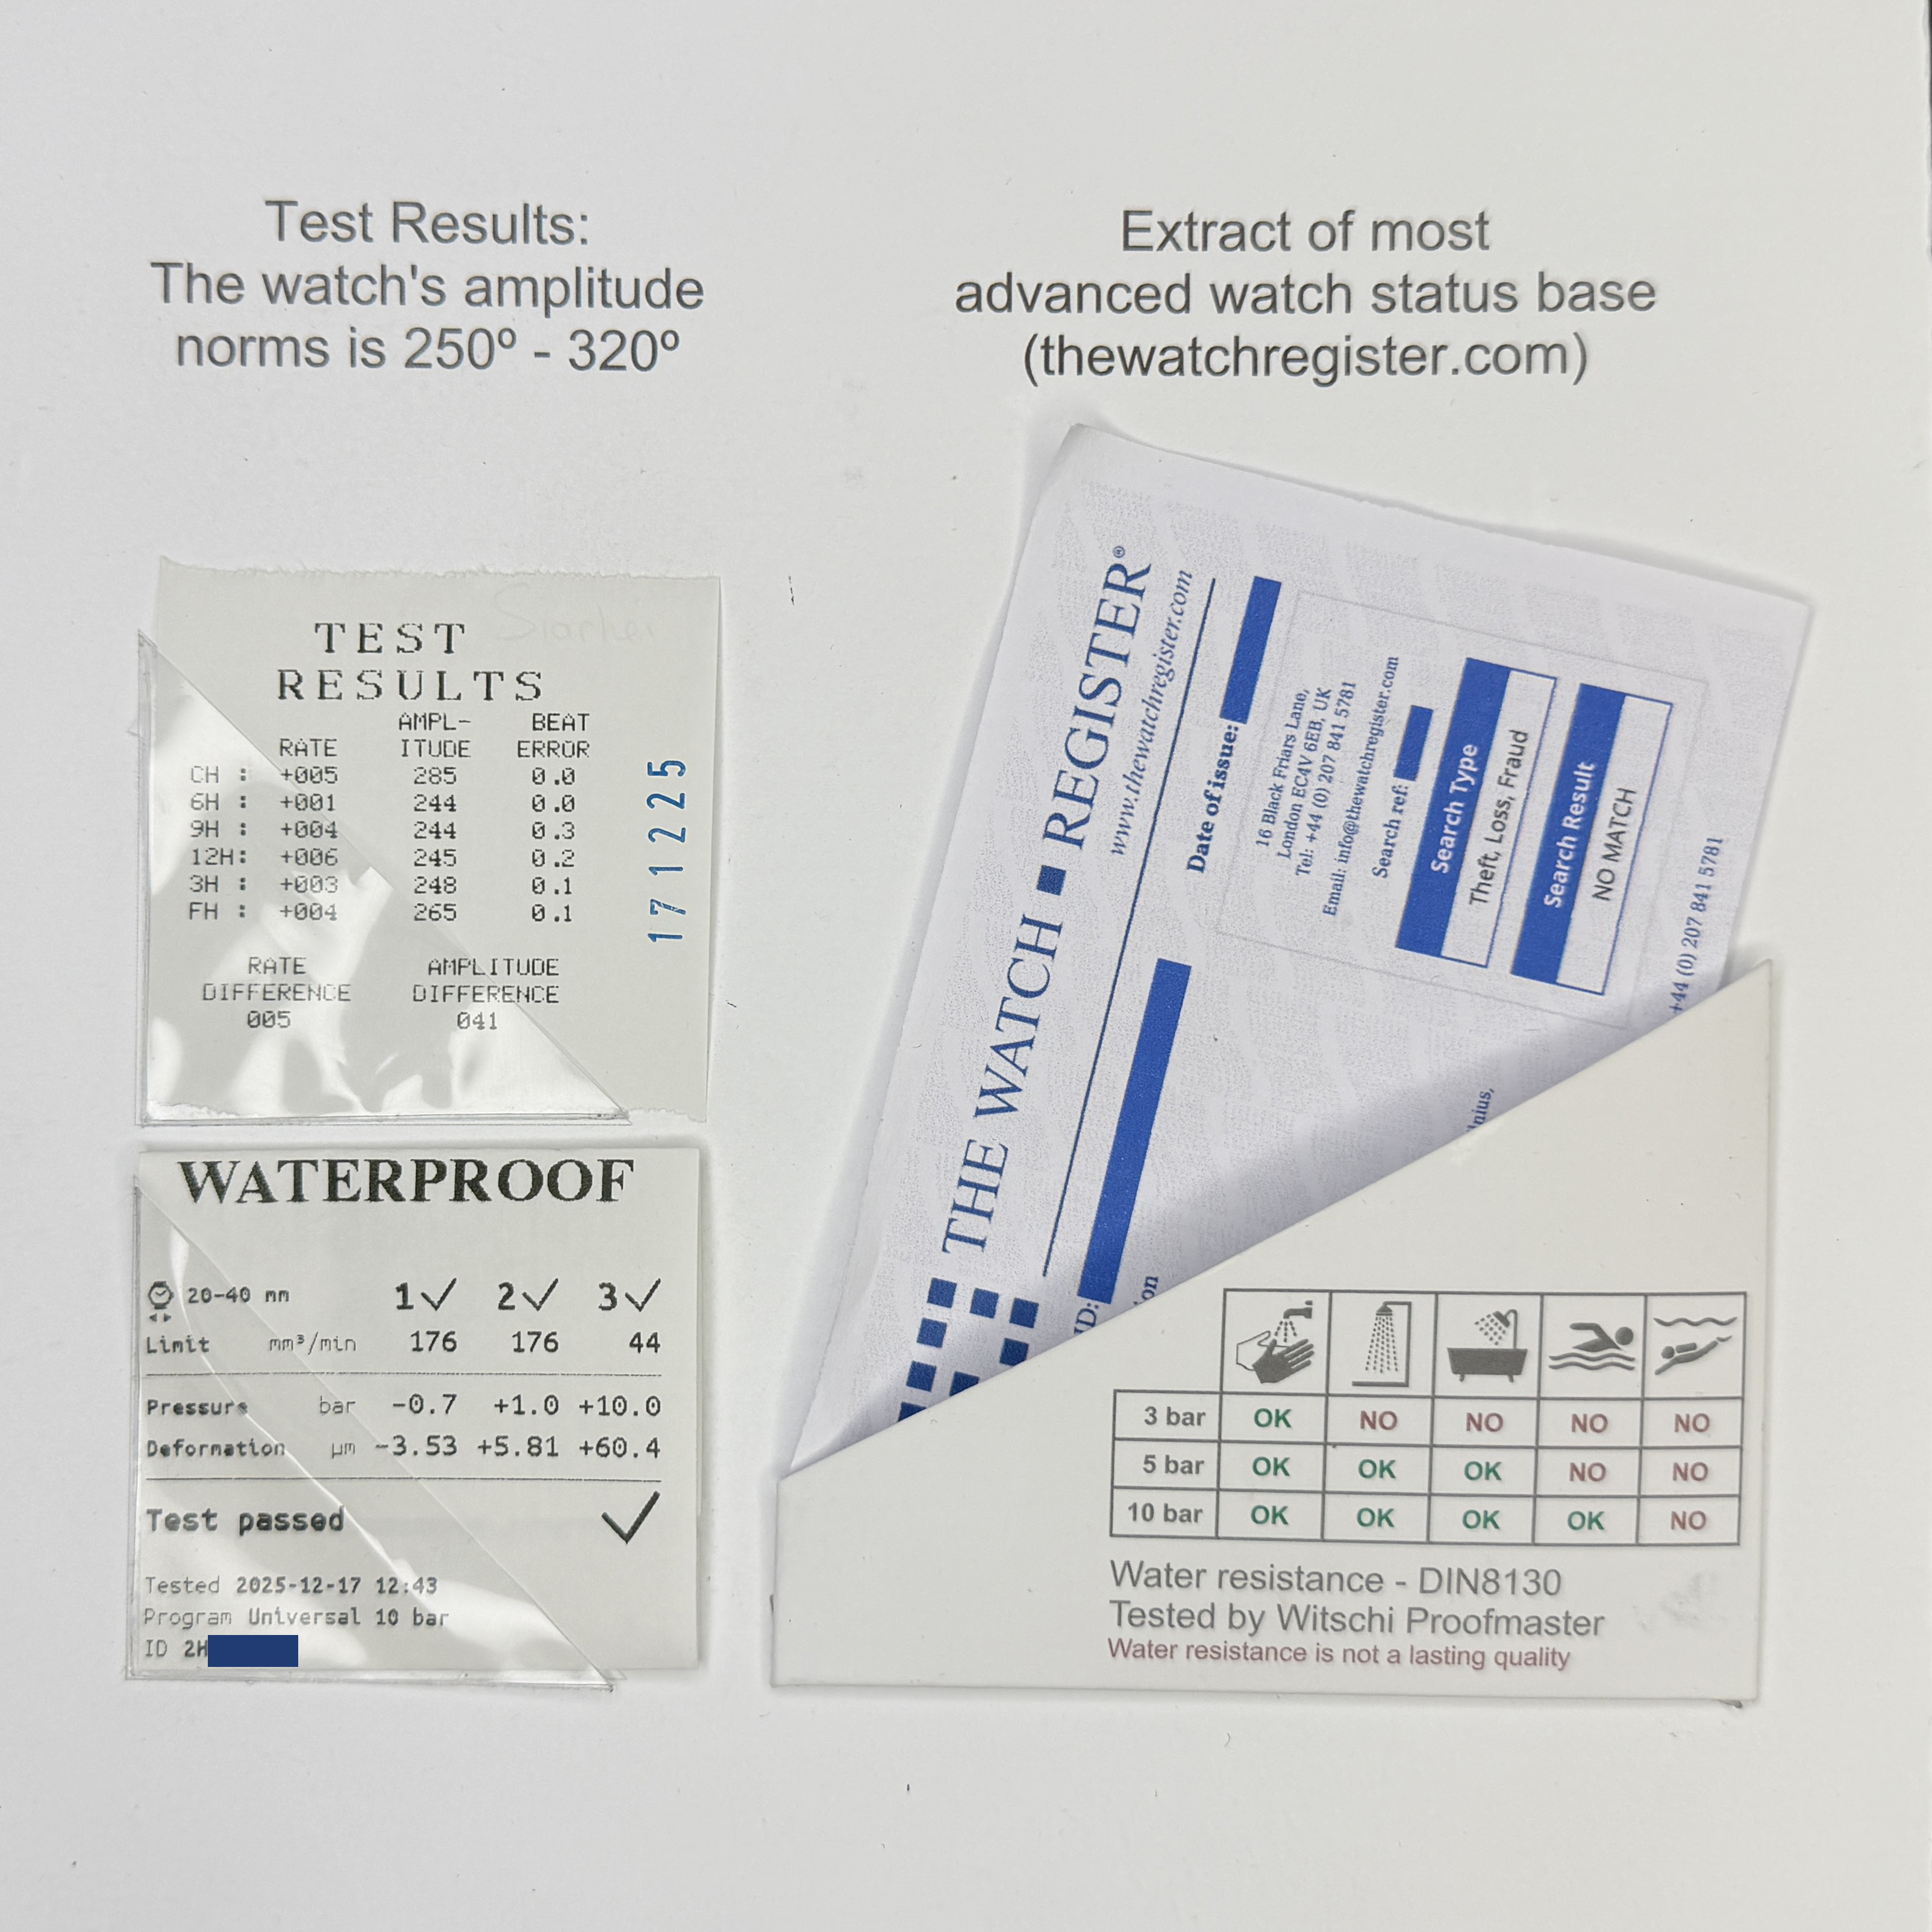 Test Results:
The watch's amplitude
norms is 250º - 320º
TEST
RESULTS
AMPL- BEAT
RATE ITUDE ERROR
CH : +005 285 0.0
6H : +001 244 0.0
9H : +004 244 0.3
12H: +006 245 0.2
3H : +003 248 0.1
FH : +004 265 0.1
RATE AMPLITUDE
DIFFERENCE DIFFERENCE
005 041
171225
WATERPROOF
20-40 mm 1 2 3
Limit mm³/min 176 176 44
Pressure bar -0.7 +1.0 +10.0
Deformation µm -3.53 +5.81 +60.4
Test passed
Tested 2025-12-17 12:43
Program Universal 10 bar
ID 2H
Extract of most
advanced watch status base
(thewatchregister.com)
THE WATCH REGISTER®
www.thewatchregister.com
Date of issue:
ID:
on
16 Black Friars Lane,
London EC4V 6EB, UK
Tel: +44 (0) 207 841 5781
Email: info@thewatchregister.com
Search ref:
Search Type
Theft, Loss, Fraud
Search Result
NO MATCH
nius,
+44 (0) 207 841 5781
3 bar OK NO NO NO NO
5 bar OK OK OK NO NO
10 bar OK OK OK OK NO
Water resistance - DIN8130
Tested by Witschi Proofmaster
Water resistance is not a lasting quality